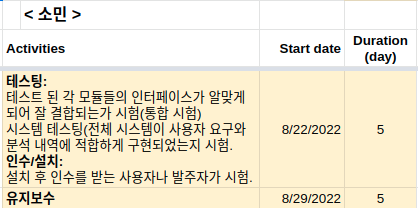 < 소민 >
Activities Start date Duration
(day)
테스팅:
테스트 된 각 모듈들의 인터페이스가 알맞게
되어 잘 결합되는가 시험(통합 시험)
시스템 테스팅(전체 시스템이 사용자 요구와
분석 내역에 적합하게 구현되었는지 시험.
인수/설치:
설치 후 인수를 받는 사용자나 발주자가 시험.
8/22/2022 5
유지보수 8/29/2022 5